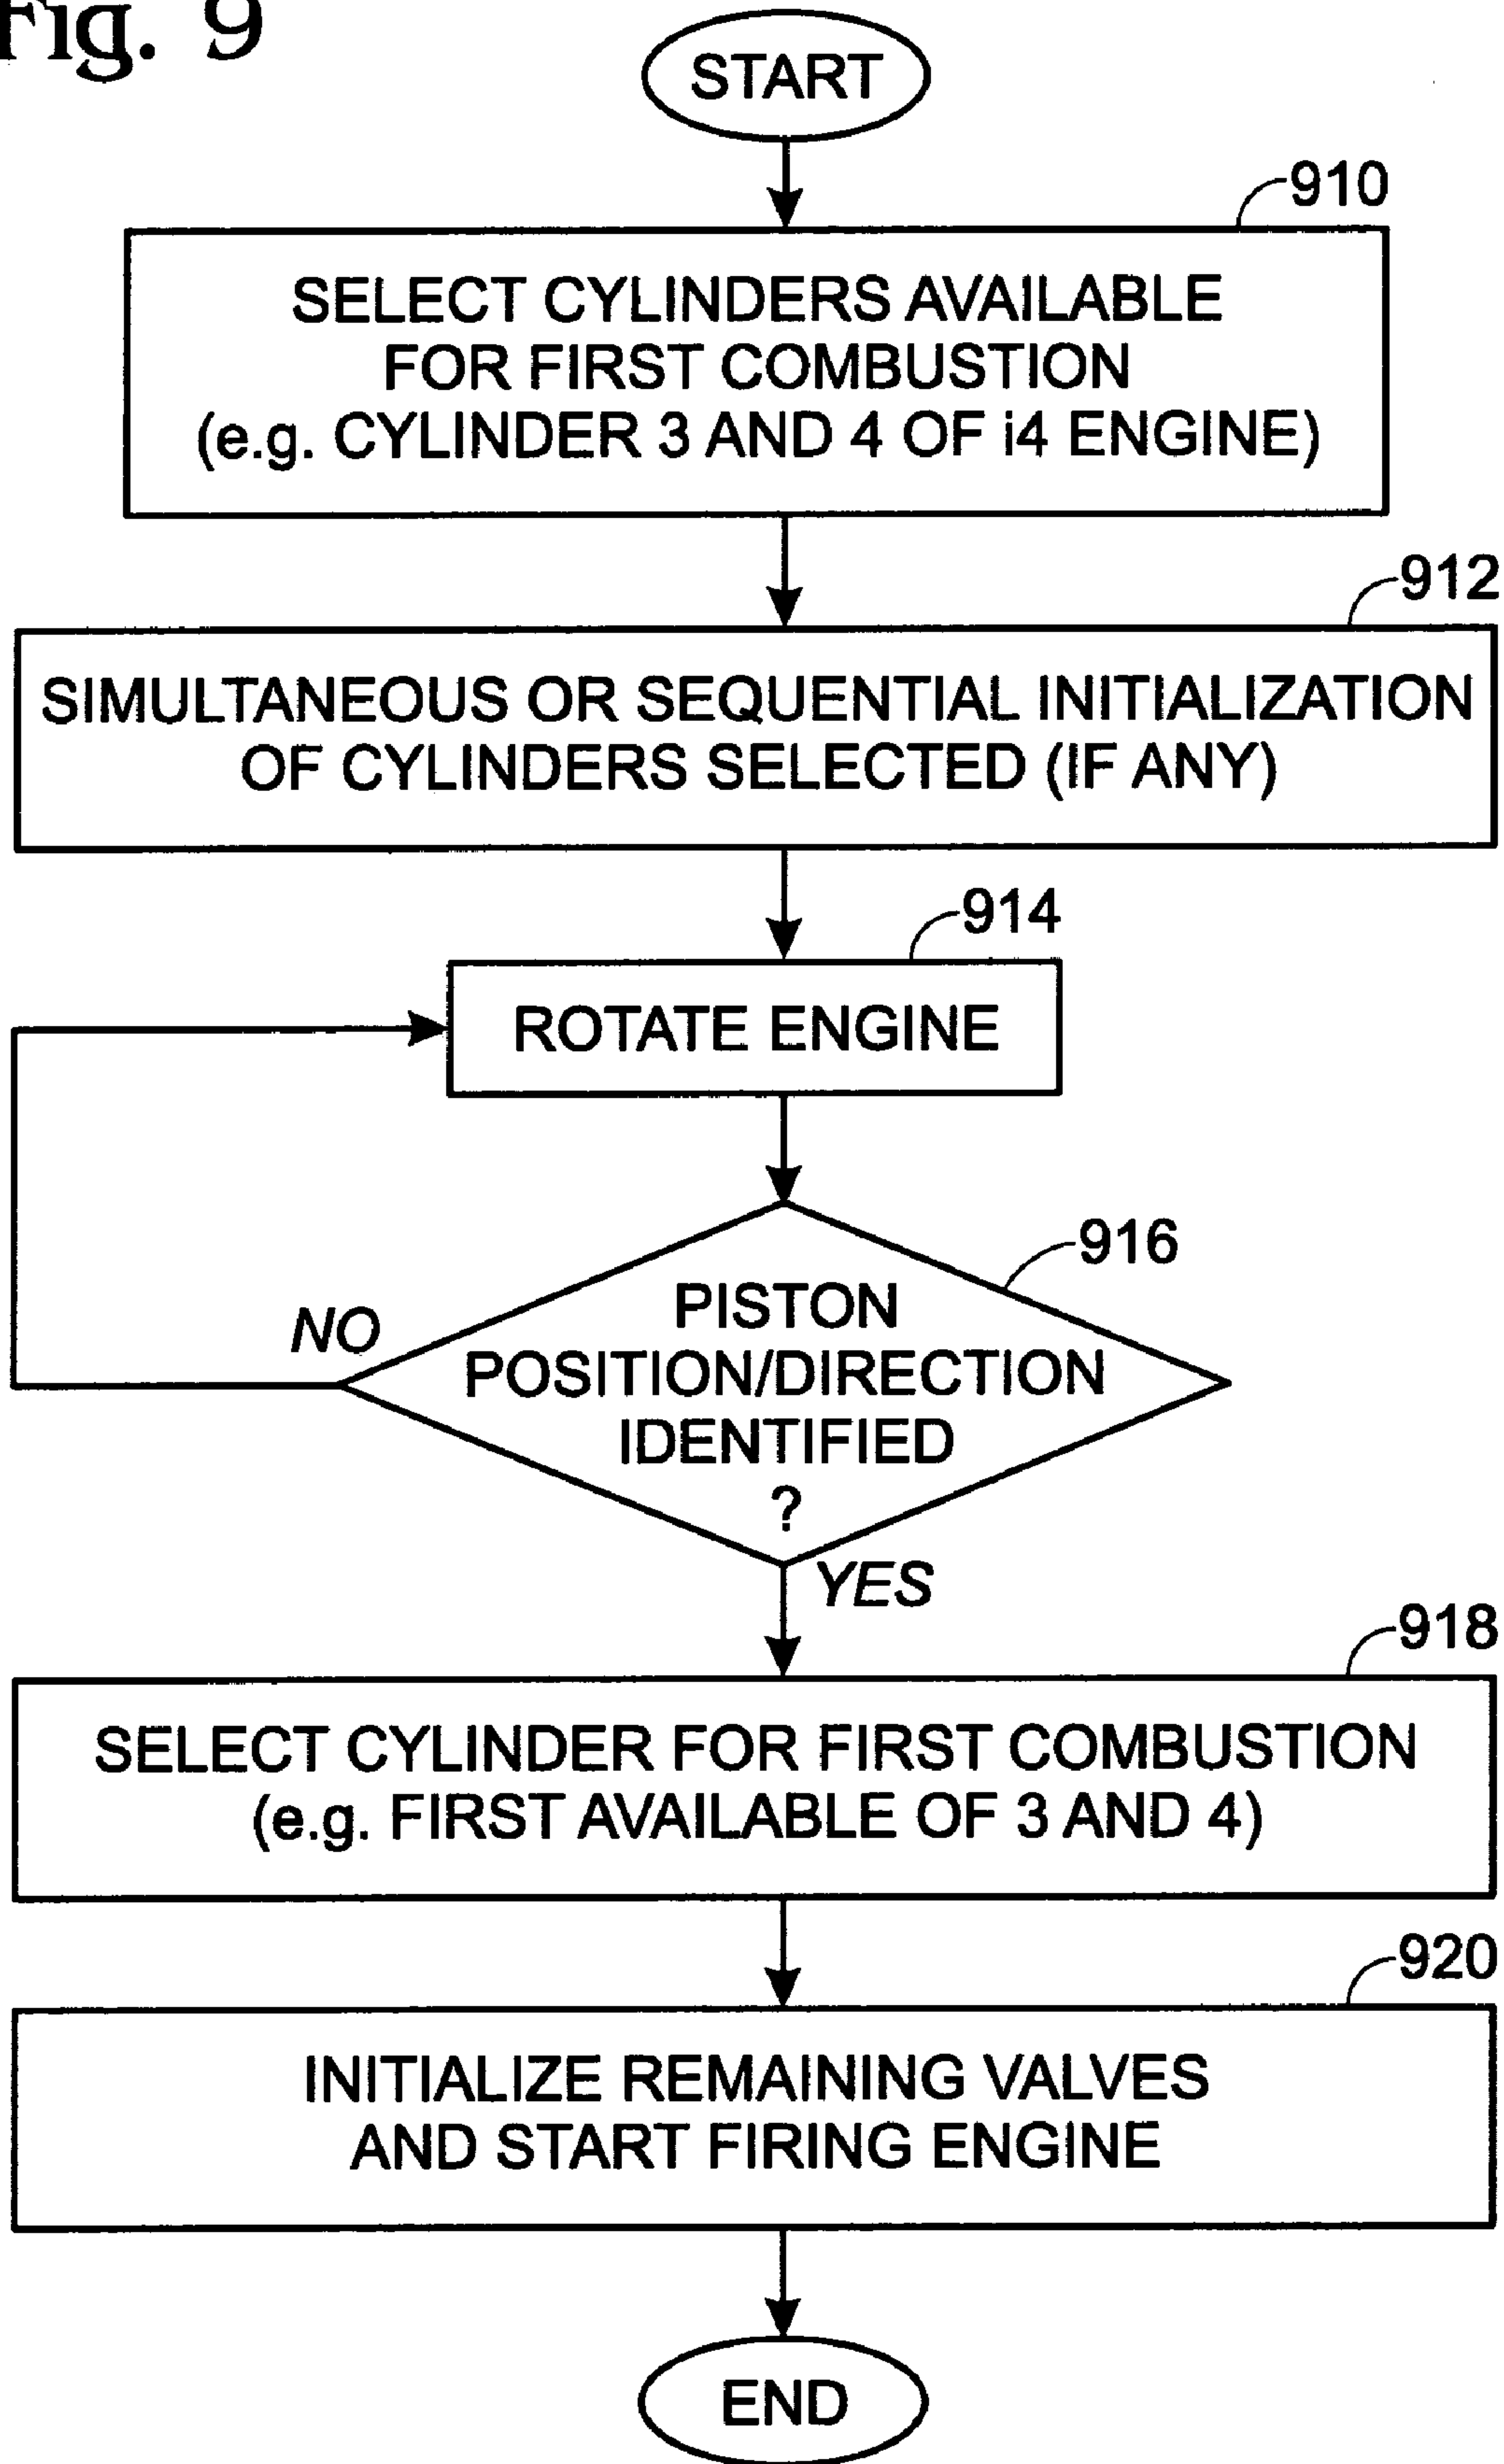 Fig. 9
START
910
SELECT CYLINDERS AVAILABLE
FOR FIRST COMBUSTION
(e.g. CYLINDER 3 AND 4 OF i4 ENGINE)
912
SIMULTANEOUS OR SEQUENTIAL INITIALIZATION
OF CYLINDERS SELECTED (IF ANY)
914
ROTATE ENGINE
916
PISTON
POSITION/DIRECTION
IDENTIFIED
?
NO
YES
918
SELECT CYLINDER FOR FIRST COMBUSTION
(e.g. FIRST AVAILABLE OF 3 AND 4)
920
INITIALIZE REMAINING VALVES
AND START FIRING ENGINE
END